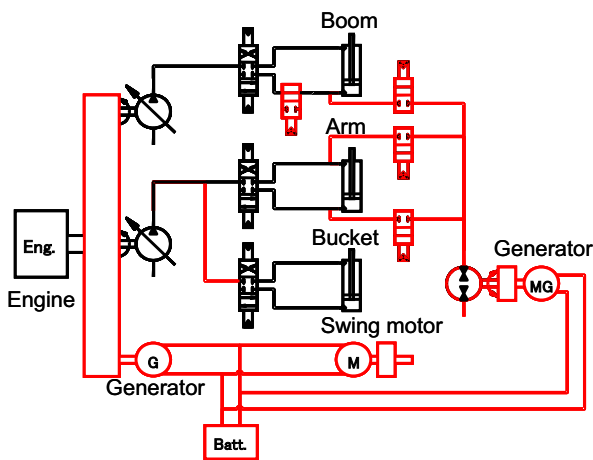 Boom
Arm
Eng.
Bucket
Generator
MG
Engine
Swing motor
G
M
Generator
Batt.